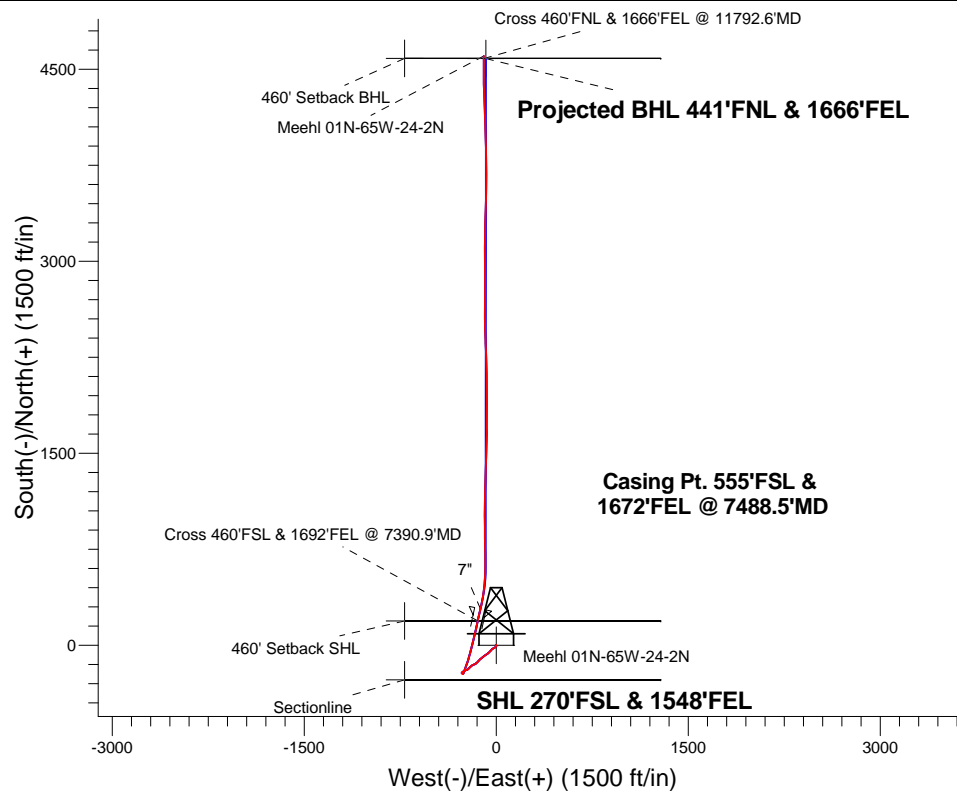 Cross 460'FNL & 1666'FEL @ 11792.6'MD
4500
460' Setback BHL
Projected BHL 441'FNL & 1666'FEL
Meehl 01N-65W-24-2N
3000
South(-)/North(+) (1500 ft/in)
1500
Casing Pt. 555'FSL &
1672'FEL @ 7488.5'MD
Cross 460'FSL & 1692'FEL @ 7390.9'MD
7"
0
460' Setback SHL
Meehl 01N-65W-24-2N
Sectionline
SHL 270'FSL & 1548'FEL
-3000
-1500
0
1500
3000
West(-)/East(+) (1500 ft/in)